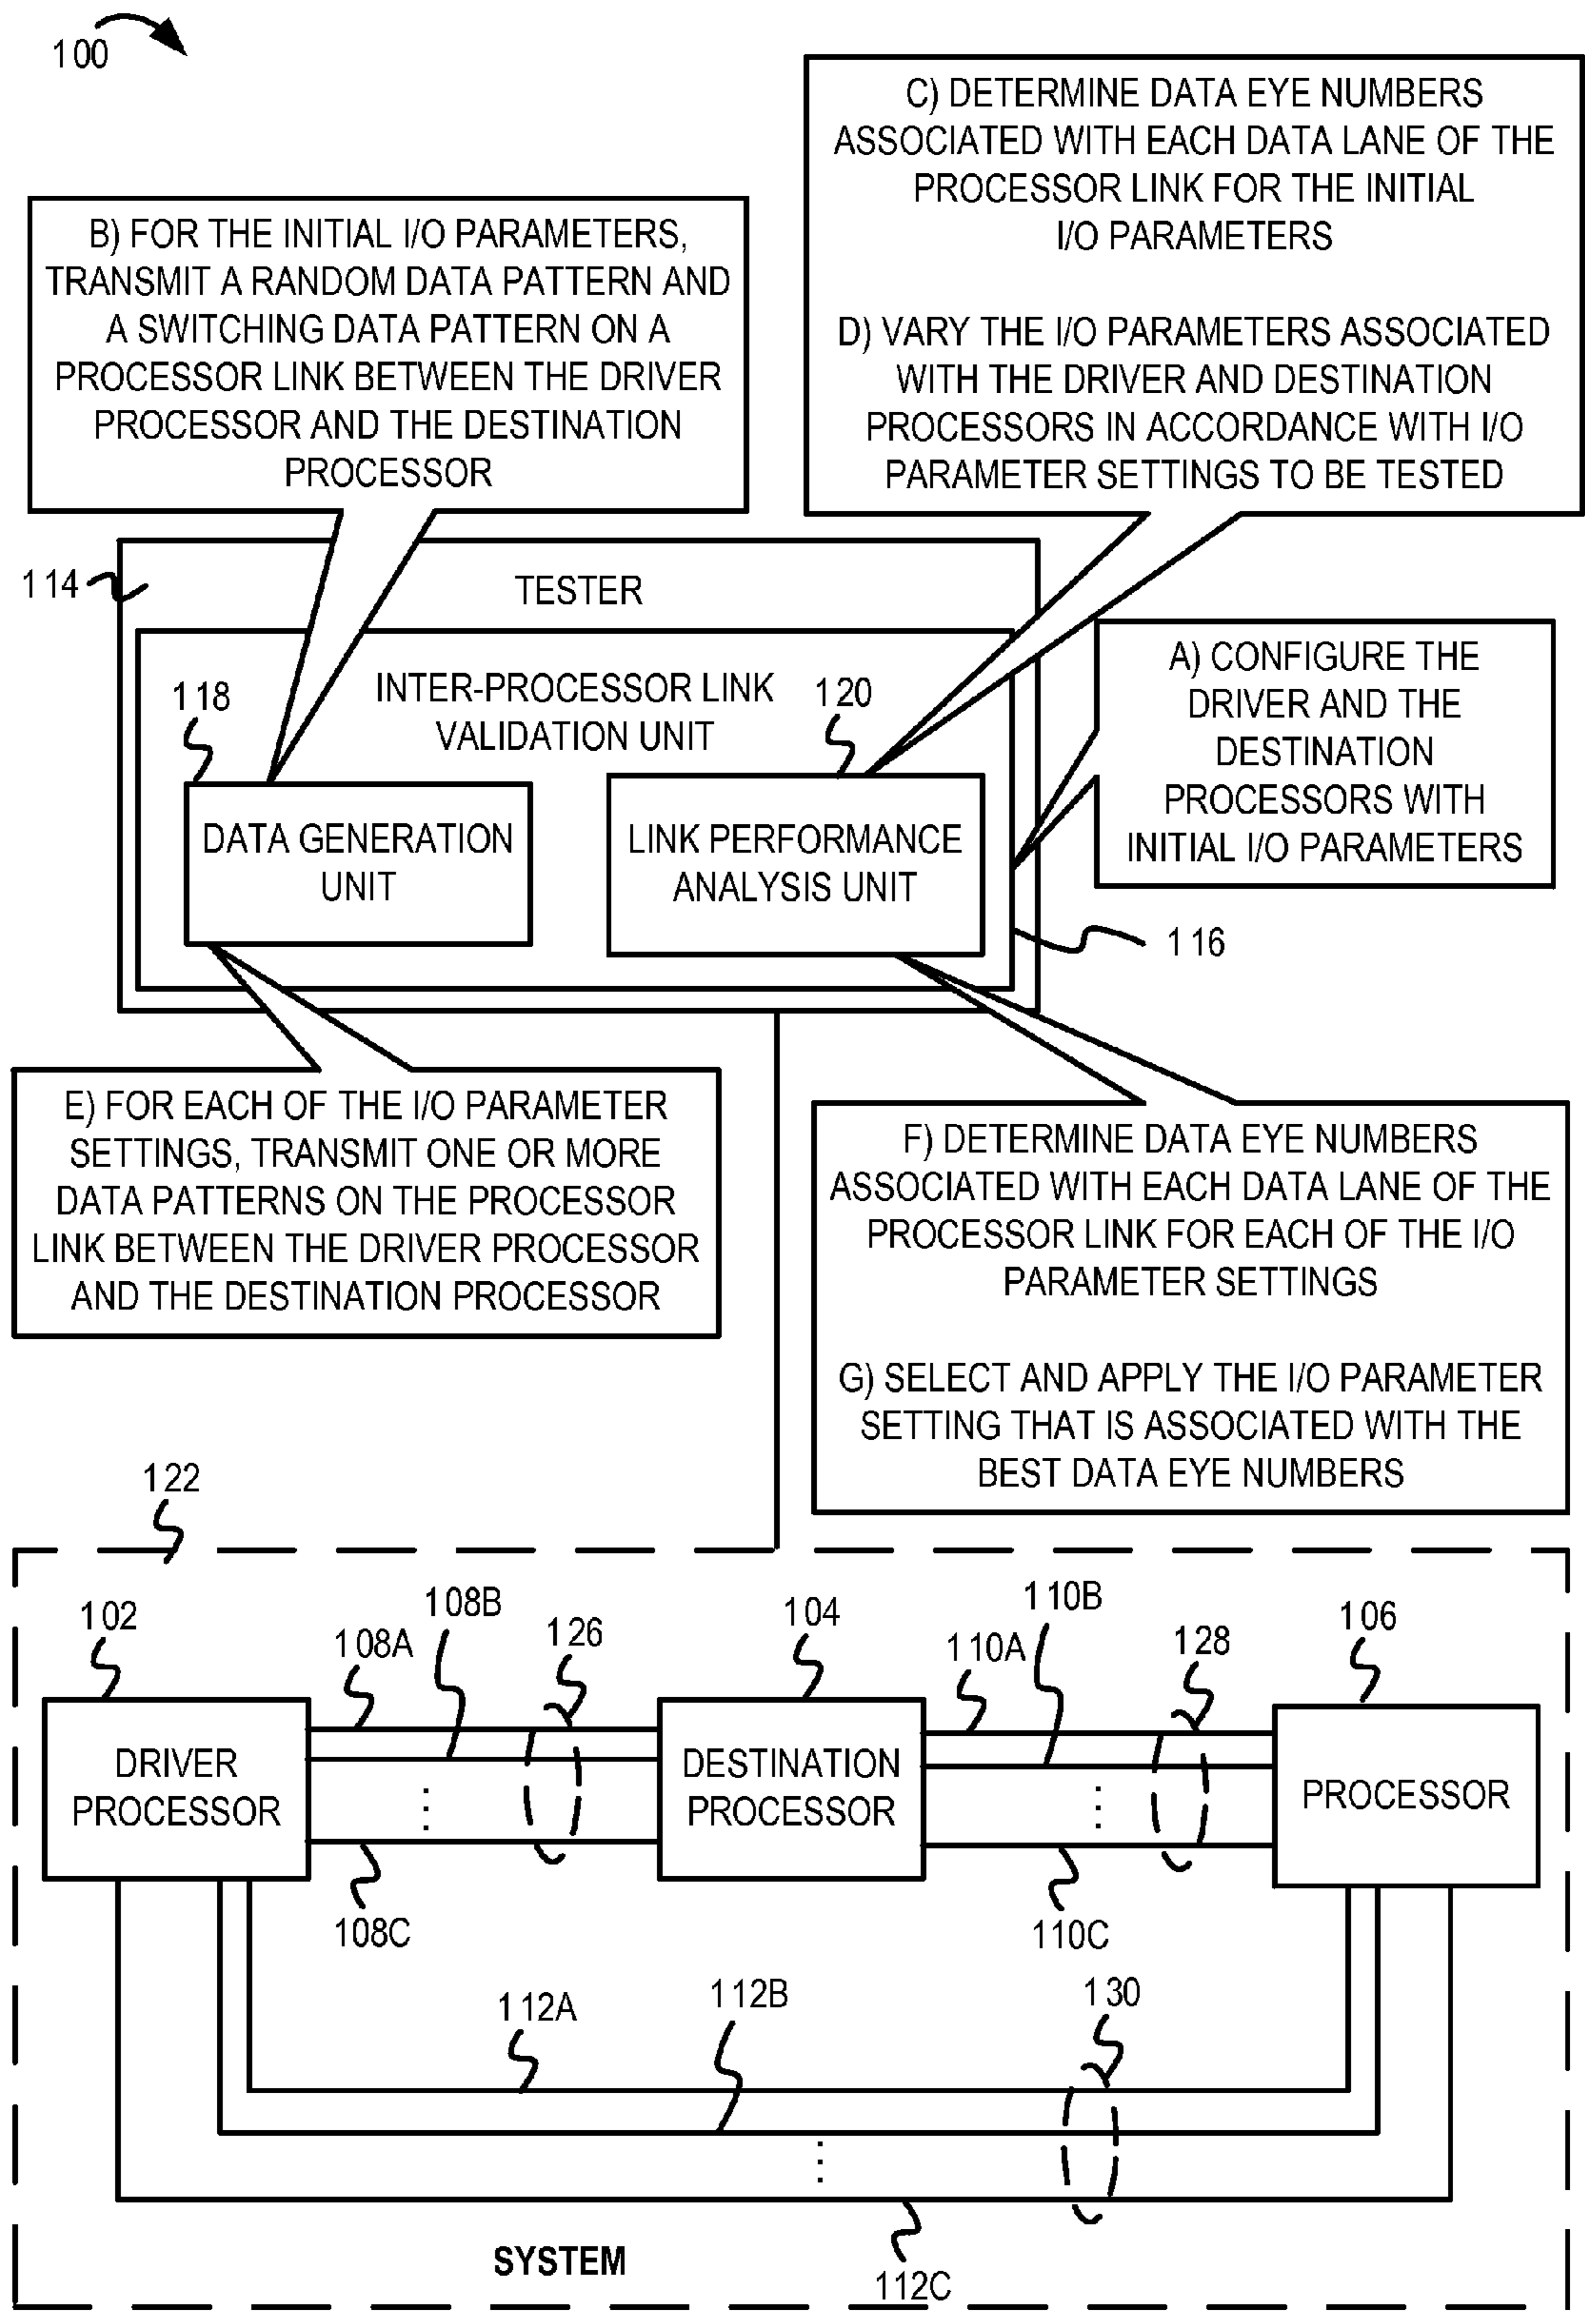 100
C) DETERMINE DATA EYE NUMBERS
ASSOCIATED WITH EACH DATA LANE OF THE
PROCESSOR LINK FOR THE INITIAL
I/O PARAMETERS
D) VARY THE I/O PARAMETERS ASSOCIATED
WITH THE DRIVER AND DESTINATION
PROCESSORS IN ACCORDANCE WITH I/O
PARAMETER SETTINGS TO BE TESTED
B) FOR THE INITIAL I/O PARAMETERS,
TRANSMIT A RANDOM DATA PATTERN AND
A SWITCHING DATA PATTERN ON A
PROCESSOR LINK BETWEEN THE DRIVER
PROCESSOR AND THE DESTINATION
PROCESSOR
114
TESTER
A) CONFIGURE THE
DRIVER AND THE
DESTINATION
PROCESSORS WITH
INITIAL I/O PARAMETERS
118
INTER-PROCESSOR LINK
VALIDATION UNIT
120
DATA GENERATION
UNIT
LINK PERFORMANCE
ANALYSIS UNIT
116
E) FOR EACH OF THE I/O PARAMETER
SETTINGS, TRANSMIT ONE OR MORE
DATA PATTERNS ON THE PROCESSOR
LINK BETWEEN THE DRIVER PROCESSOR
AND THE DESTINATION PROCESSOR
F) DETERMINE DATA EYE NUMBERS
ASSOCIATED WITH EACH DATA LANE OF THE
PROCESSOR LINK FOR EACH OF THE I/O
PARAMETER SETTINGS
G) SELECT AND APPLY THE I/O PARAMETER
SETTING THAT IS ASSOCIATED WITH THE
BEST DATA EYE NUMBERS
122
102
108A
108B
126
104
110A
110B
128
106
DRIVER
PROCESSOR
DESTINATION
PROCESSOR
PROCESSOR
108C
110C
112A
112B
130
SYSTEM
112C